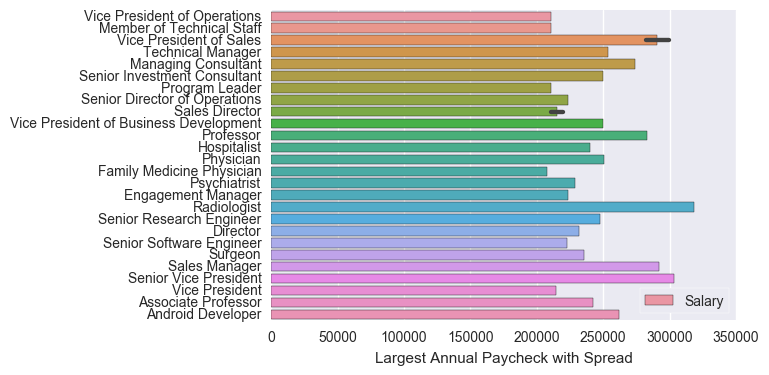 Vice President of Operations
Member of Technical Staff
Vice President of Sales
Technical Manager
Managing Consultant
Senior Investment Consultant
Program Leader
Senior Director of Operations
Sales Director
Vice President of Business Development
Professor
Hospitalist
Physician
Family Medicine Physician
Psychiatrist
Engagement Manager
Radiologist
Senior Research Engineer
Director
Senior Software Engineer
Surgeon
Sales Manager
Senior Vice President
Vice President
Associate Professor
Android Developer
Salary
0 50000 100000 150000 200000 250000 300000 350000
Largest Annual Paycheck with Spread